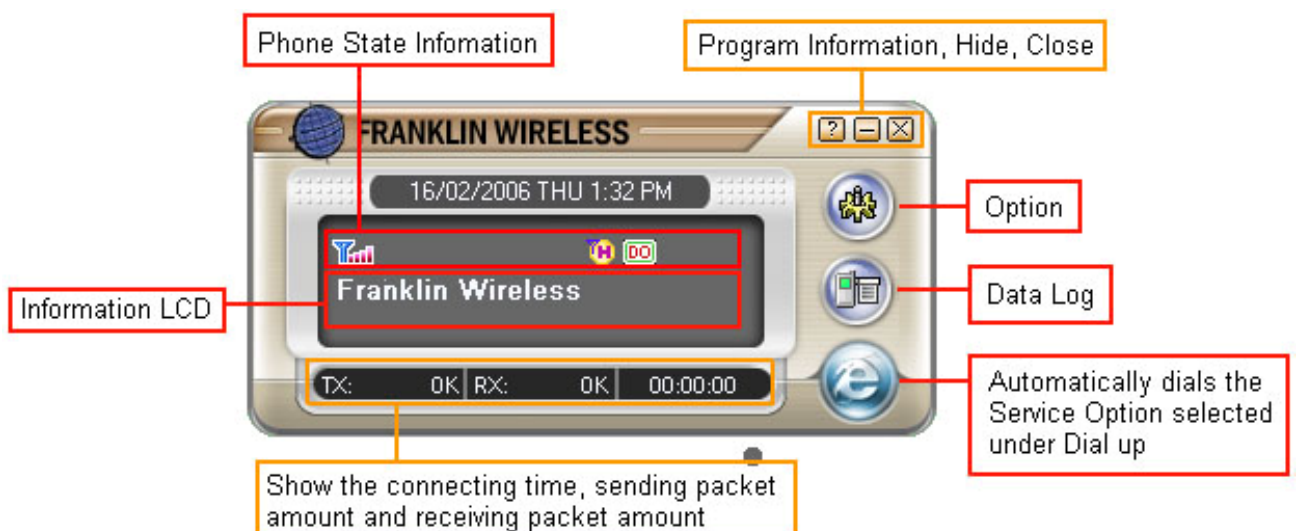 Phone State Infomation
Program Information, Hide, Close
FRANKLIN WIRELESS
?
16/02/2006 THU 1:32 PM
Option
H DO
Franklin Wireless
Information LCD
Data Log
TX: 0K RX: 0K 00:00:00
Automatically dials the
Service Option selected
under Dial up
Show the connecting time, sending packet
amount and receiving packet amount